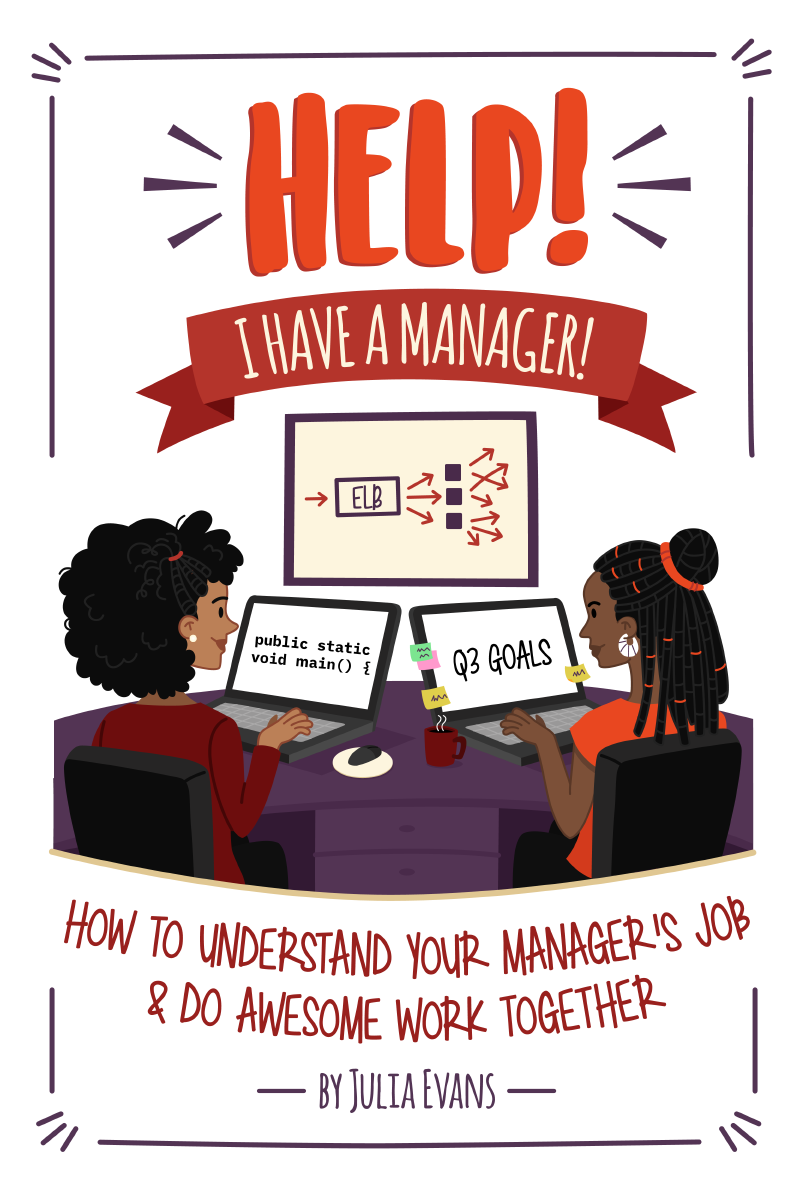 HELP!
I HAVE A MANAGER!
ELB
public static
void main() {
Q3 GOALS
HOW TO UNDERSTAND YOUR MANAGER'S JOB
& DO AWESOME WORK TOGETHER
BY JULIA EVANS